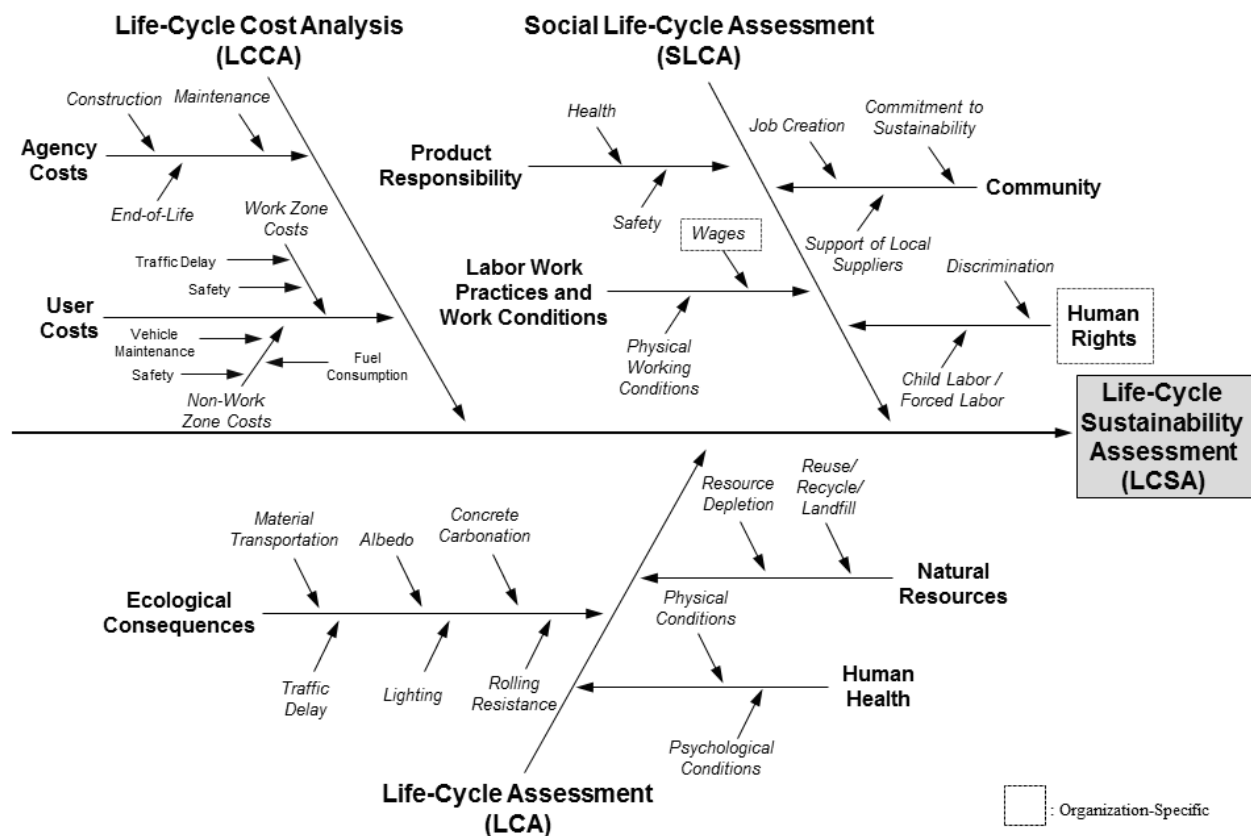 Life-Cycle Cost Analysis
(LCCA)
Construction
Maintenance
Agency
Costs
End-of-Life
Work Zone
Costs
Traffic Delay
Safety
User
Costs
Vehicle
Maintenance
Safety
Fuel
Consumption
Non-Work
Zone Costs
Social Life-Cycle Assessment
(SLCA)
Health
Product
Responsibility
Safety
Job Creation
Commitment to
Sustainability
Community
Support of Local
Suppliers
Wages
Labor Work
Practices and
Work Conditions
Physical
Working
Conditions
Discrimination
Human
Rights
Child Labor /
Forced Labor
Life-Cycle
Sustainability
Assessment
(LCSA)
Material
Transportation
Albedo
Concrete
Carbonation
Ecological
Consequences
Traffic
Delay
Lighting
Rolling
Resistance
Resource
Depletion
Reuse/
Recycle/
Landfill
Natural
Resources
Physical
Conditions
Human
Health
Psychological
Conditions
Life-Cycle Assessment
(LCA)
: Organization-Specific